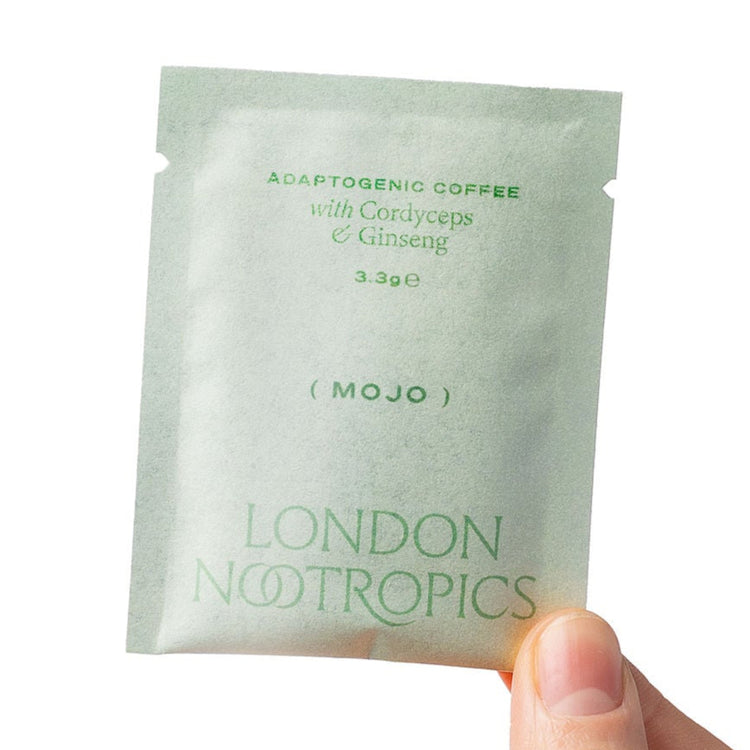 ADAPTOGENIC COFFEE
with Cordyceps
& Ginseng
3.3g℮
( MOJO )
LONDON
NOOTROPICS